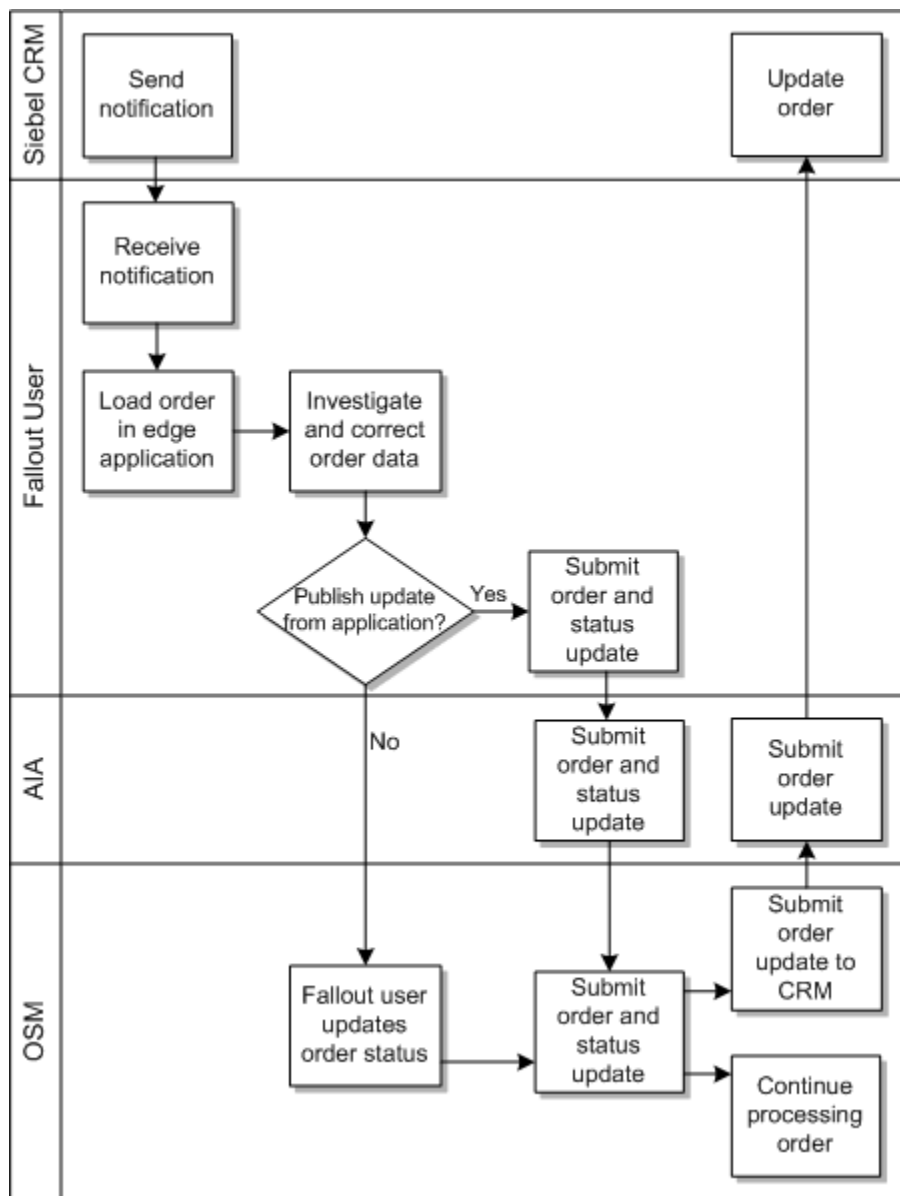 Siebel CRM
Send
notification
Update
order
Fallout User
Receive
notification
Load order
in edge
application
Investigate
and correct
order data
Publish update
from application?
Yes
Submit
order and
status
update
No
AIA
Submit
order and
status
update
Submit
order
update
OSM
Fallout user
updates
order status
Submit
order and
status
update
Submit
order
update to
CRM
Continue
processing
order